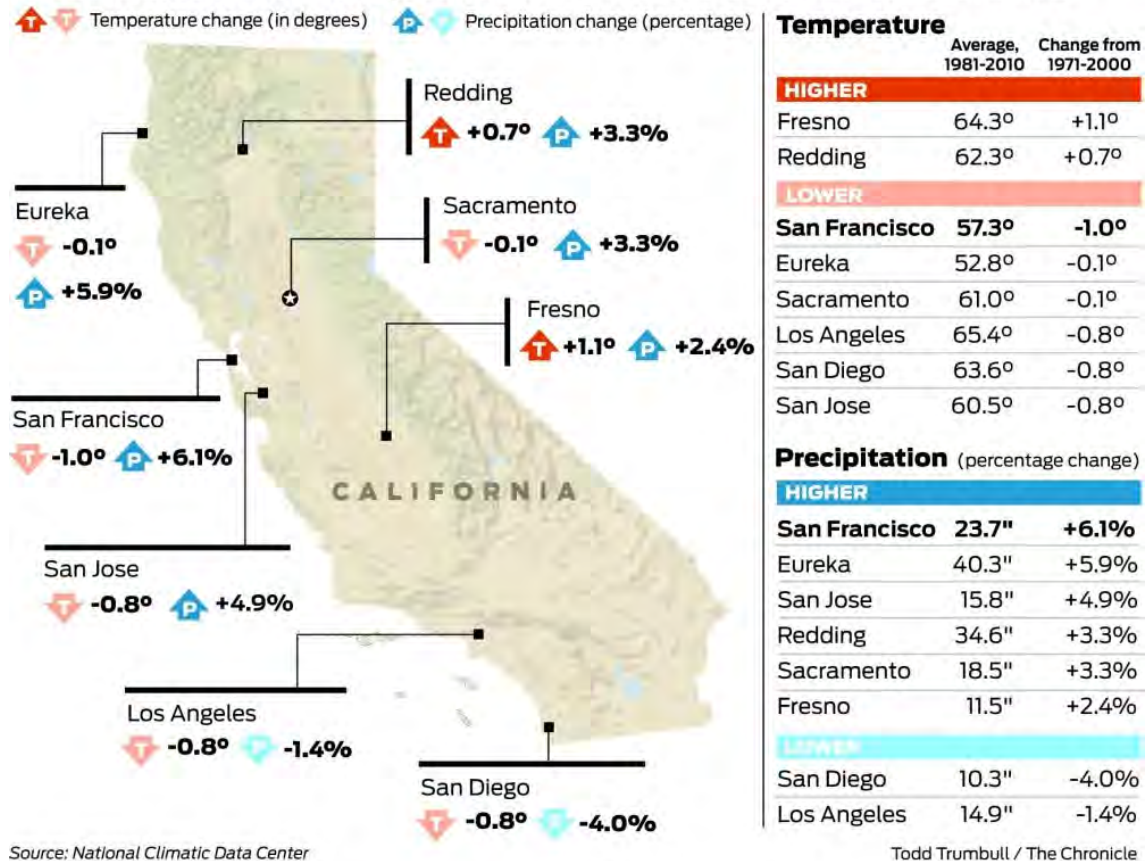 T T Temperature change (in degrees) P P Precipitation change (percentage)
Redding
T +0.7º P +3.3%
Eureka
T -0.1º
P +5.9%
Sacramento
T -0.1º P +3.3%
Fresno
T +1.1º P +2.4%
San Francisco
T -1.0º P +6.1%
CALIFORNIA
San Jose
T -0.8º P +4.9%
Los Angeles
T -0.8º P -1.4%
San Diego
T -0.8º P -4.0%
Source: National Climatic Data Center
Temperature
Average, Change from
1981-2010 1971-2000
HIGHER
Fresno 64.3º +1.1º
Redding 62.3º +0.7º
LOWER
San Francisco 57.3º -1.0º
Eureka 52.8º -0.1º
Sacramento 61.0º -0.1º
Los Angeles 65.4º -0.8º
San Diego 63.6º -0.8º
San Jose 60.5º -0.8º
Precipitation (percentage change)
HIGHER
San Francisco 23.7" +6.1%
Eureka 40.3" +5.9%
San Jose 15.8" +4.9%
Redding 34.6" +3.3%
Sacramento 18.5" +3.3%
Fresno 11.5" +2.4%
LOWER
San Diego 10.3" -4.0%
Los Angeles 14.9" -1.4%
Todd Trumbull / The Chronicle